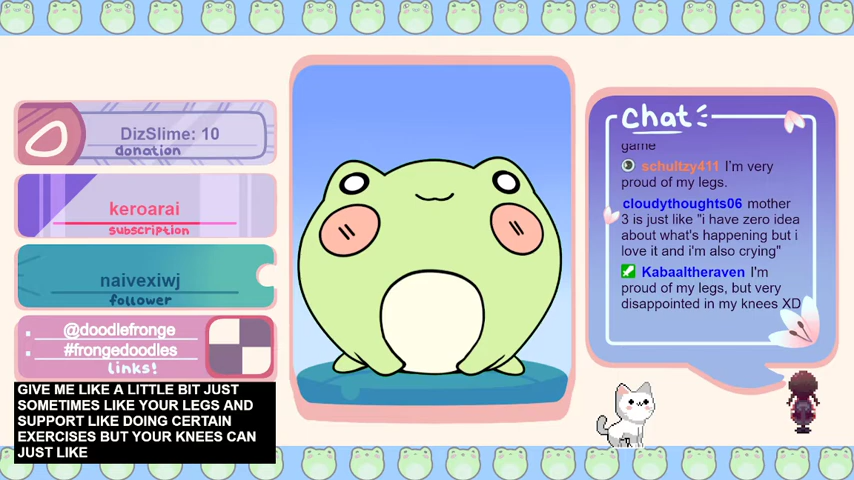 DizSlime: 10
donation
keroarai
subscription
naivexiwj
follower
@doodlefronge
#frongedoodles
links!
GIVE ME LIKE A LITTLE BIT JUST
SOMETIMES LIKE YOUR LEGS AND
SUPPORT LIKE DOING CERTAIN
EXERCISES BUT YOUR KNEES CAN
JUST LIKE
Chat
game
schultzy411 I'm very
proud of my legs.
cloudythoughts06 mother
3 is just like "i have zero idea
about what's happening but i
love it and i'm also crying"
Kabaaltheraven I'm
proud of my legs, but very
disappointed in my knees XD